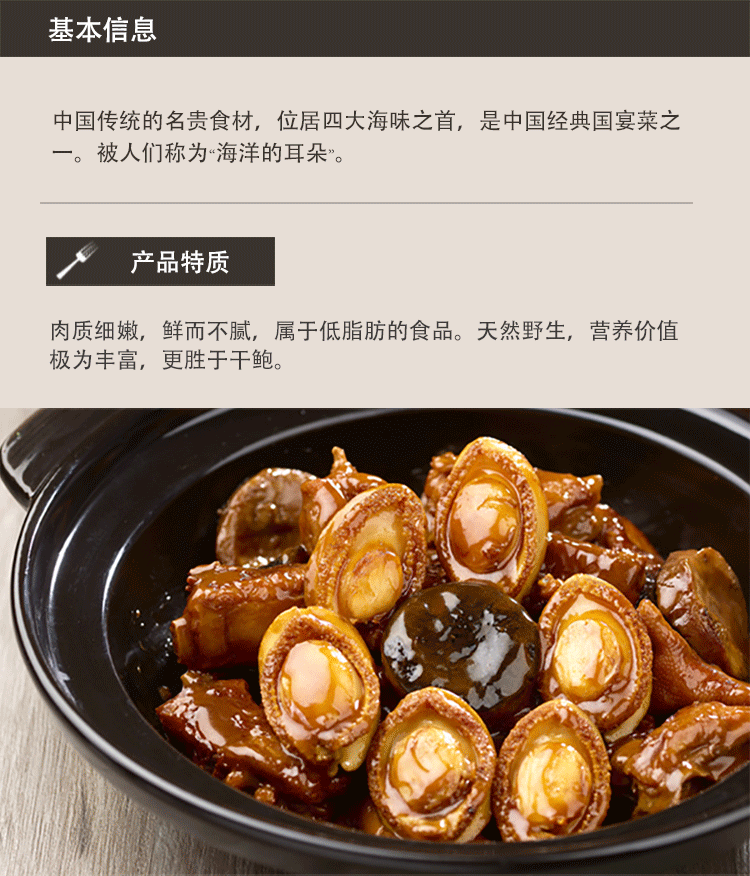 基本信息
中国传统的名贵食材，位居四大海味之首，是中国经典国宴菜之
一。被人们称为“海洋的耳朵”。
产品特质
肉质细嫩，鲜而不腻，属于低脂肪的食品。天然野生，营养价值
极为丰富，更胜于干鲍。